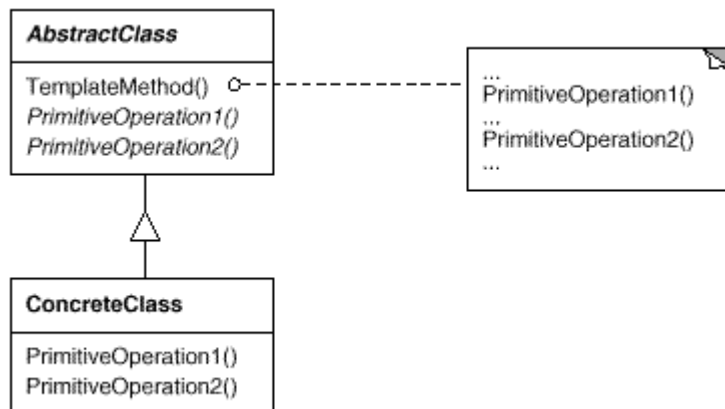 AbstractClass
TemplateMethod()
PrimitiveOperation1()
PrimitiveOperation2()
...
PrimitiveOperation1()
...
PrimitiveOperation2()
...
ConcreteClass
PrimitiveOperation1()
PrimitiveOperation2()